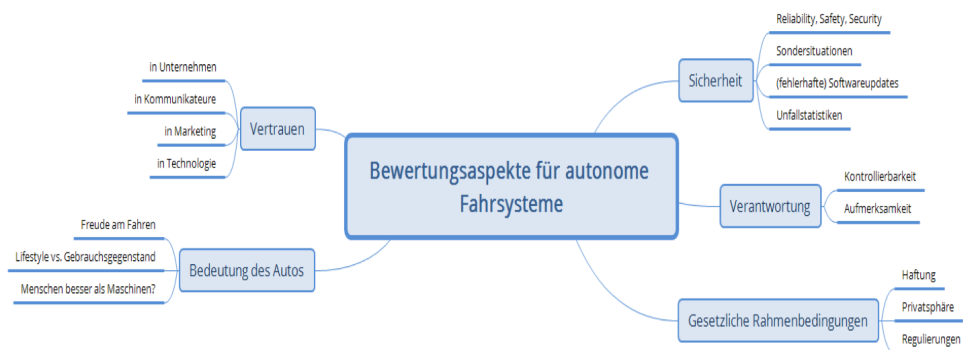 Bewertungsaspekte für autonome
Fahrsysteme
Vertrauen
in Unternehmen
in Kommunikateure
in Marketing
in Technologie
Bedeutung des Autos
Freude am Fahren
Lifestyle vs. Gebrauchsgegenstand
Menschen besser als Maschinen?
Sicherheit
Reliability, Safety, Security
Sondersituationen
(fehlerhafte) Softwareupdates
Unfallstatistiken
Verantwortung
Kontrollierbarkeit
Aufmerksamkeit
Gesetzliche Rahmenbedingungen
Haftung
Privatsphäre
Regulierungen